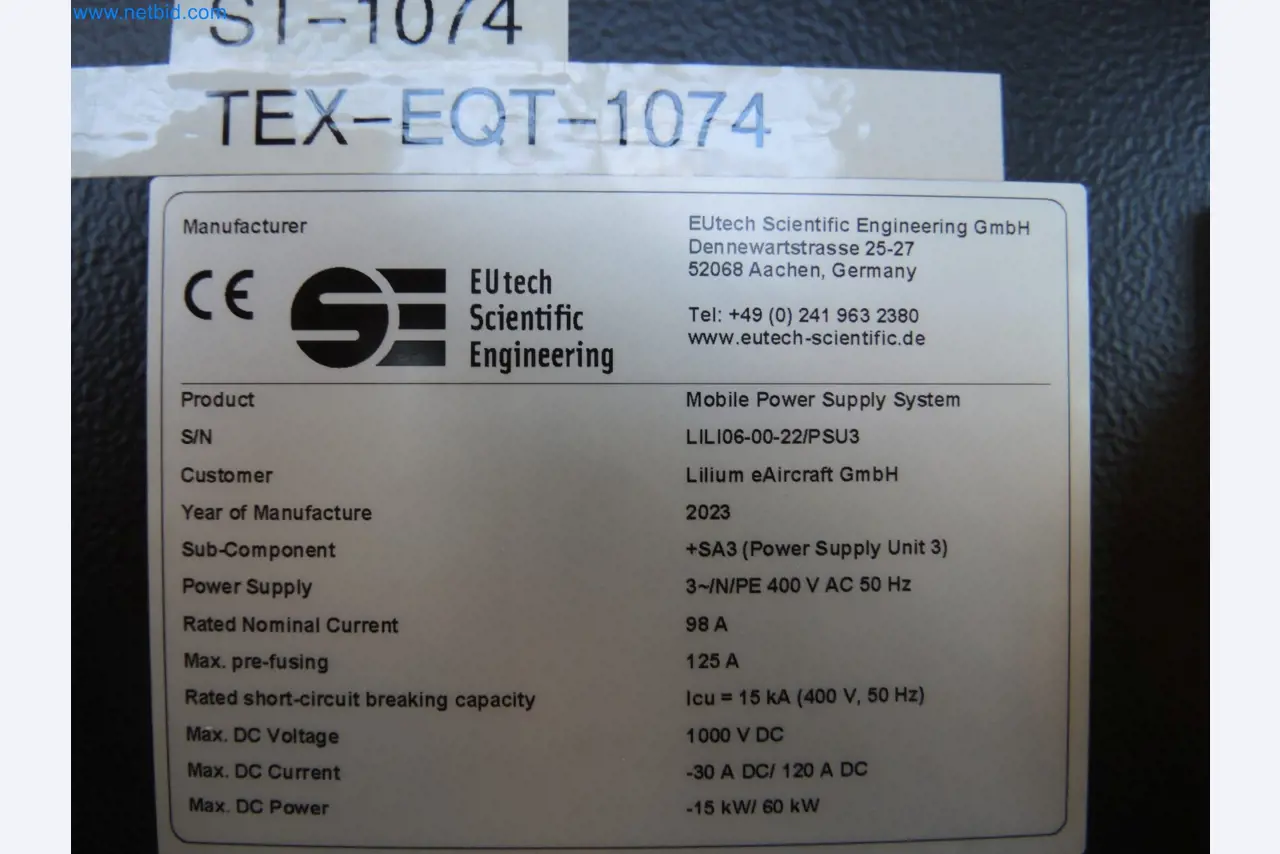 www.netbid.com
ST-1074
TEX-EQT-1074
Manufacturer
EUtech Scientific Engineering GmbH
Dennewartstrasse 25-27
52068 Aachen, Germany
Tel: +49 (0) 241 963 2380
www.eutech-scientific.de
CE
SE
EUtech
Scientific
Engineering
Product Mobile Power Supply System
S/N LILI06-00-22/PSU3
Customer Lilium eAircraft GmbH
Year of Manufacture 2023
Sub-Component +SA3 (Power Supply Unit 3)
Power Supply 3~/N/PE 400 V AC 50 Hz
Rated Nominal Current 98 A
Max. pre-fusing 125 A
Rated short-circuit breaking capacity Icu = 15 kA (400 V, 50 Hz)
Max. DC Voltage 1000 V DC
Max. DC Current -30 A DC/ 120 A DC
Max. DC Power -15 kW/ 60 kW